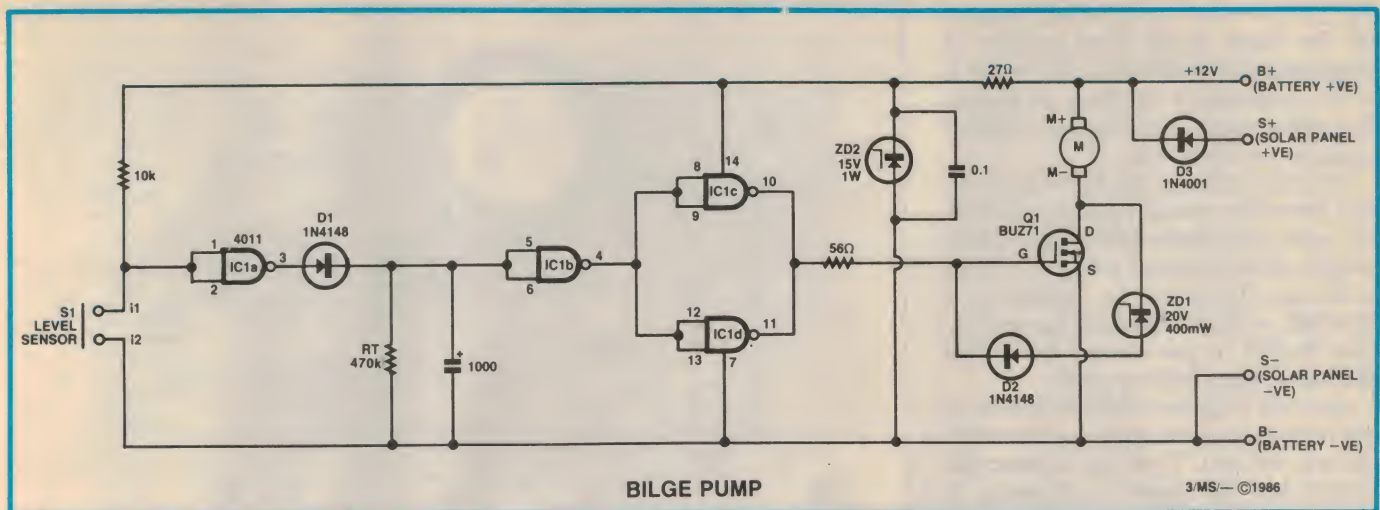 27Ω
+12V
B+
(BATTERY +VE)
S+
(SOLAR PANEL
+VE)
M+
M
M−
D3
1N4001
ZD2
15V
1W
0.1
14
8
9
IC1c
10
10k
D1
1N4148
4011
1
2
IC1a
3
5
6
IC1b
4
56Ω
Q1
BUZ71
D
G
S
S1
LEVEL
SENSOR
i1
i2
12
13
IC1d
11
7
ZD1
20V
400mW
RT
470k
+
1000
D2
1N4148
S−
(SOLAR PANEL
−VE)
B−
(BATTERY −VE)
BILGE PUMP
3/MS/— ©1986